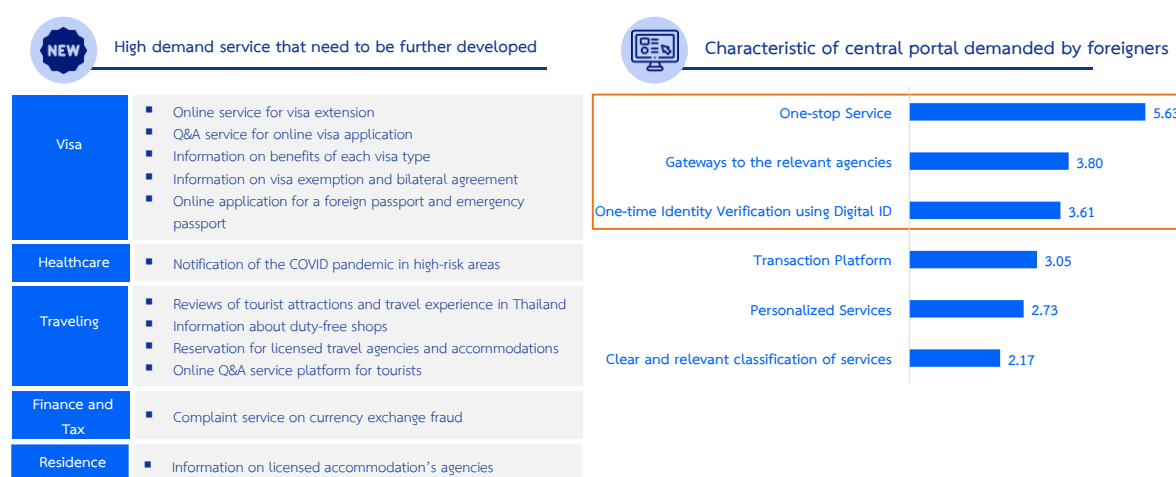 NEW
High demand service that need to be further developed
Visa
Online service for visa extension
Q&A service for online visa application
Information on benefits of each visa type
Information on visa exemption and bilateral agreement
Online application for a foreign passport and emergency
passport
Healthcare
Notification of the COVID pandemic in high-risk areas
Traveling
Reviews of tourist attractions and travel experience in Thailand
Information about duty-free shops
Reservation for licensed travel agencies and accommodations
Online Q&A service platform for tourists
Finance and
Tax
Complaint service on currency exchange fraud
Residence
Information on licensed accommodation's agencies
Characteristic of central portal demanded by foreigners
One-stop Service 5.63
Gateways to the relevant agencies 3.80
One-time Identity Verification using Digital ID 3.61
Transaction Platform 3.05
Personalized Services 2.73
Clear and relevant classification of services 2.17